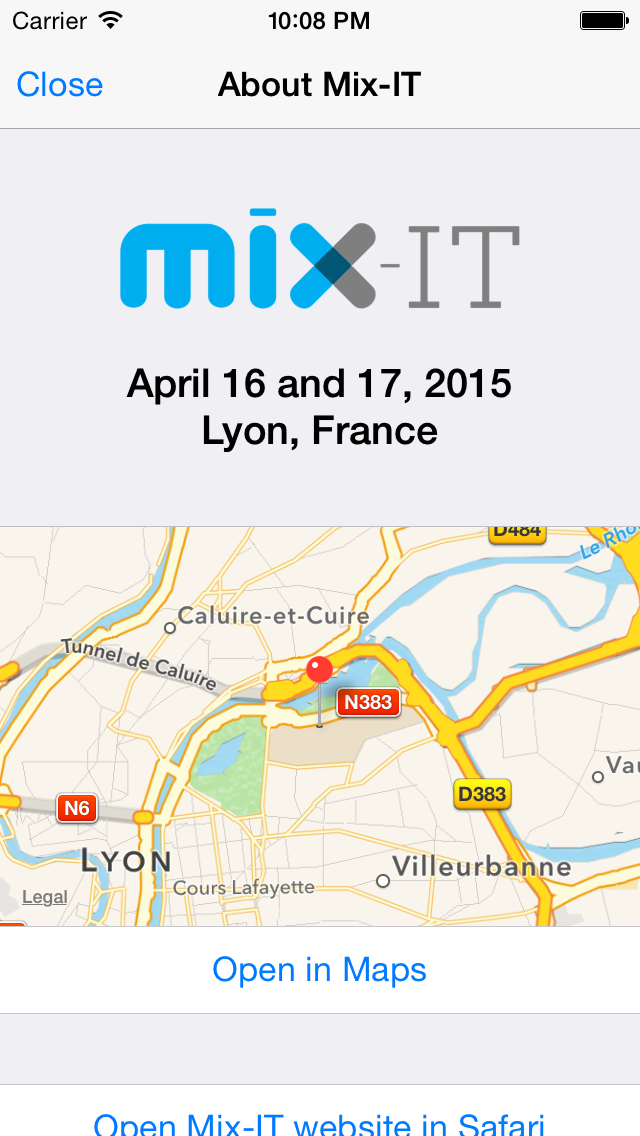 Carrier 10:08 PM
Close About Mix-IT
mix-IT
April 16 and 17, 2015
Lyon, France
D484
Le Rho
Caluire-et-Cuire
Tunnel de Caluire
N383
Vau
D383
N6
LYON
Villeurbanne
Cours Lafayette
Legal
Open in Maps
Open Mix-IT website in Safari